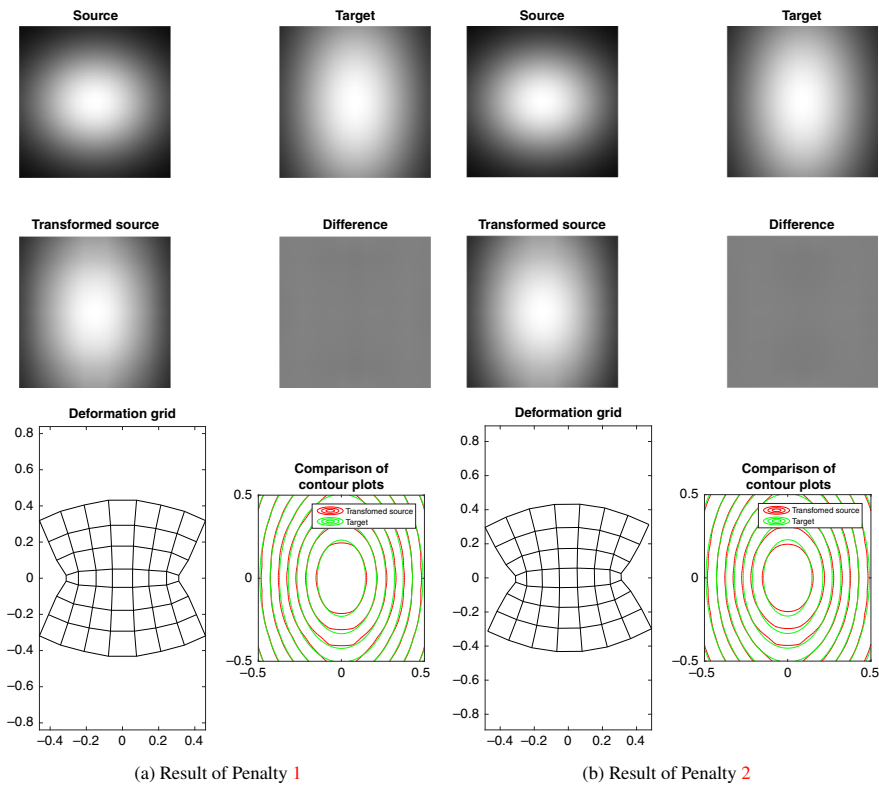 Source
Target
Source
Target
Transformed source
Difference
Transformed source
Difference
Deformation grid
0.8
0.6
0.4
0.2
0
−0.2
−0.4
−0.6
−0.8
−0.4 −0.2 0 0.2 0.4
Comparison of
contour plots
0.5
0
−0.5
−0.5 0 0.5
Transfomed source
Target
Deformation grid
0.8
0.6
0.4
0.2
0
−0.2
−0.4
−0.6
−0.8
−0.4 −0.2 0 0.2 0.4
Comparison of
contour plots
0.5
0
−0.5
−0.5 0 0.5
Transfomed source
Target
(a) Result of Penalty 1
(b) Result of Penalty 2